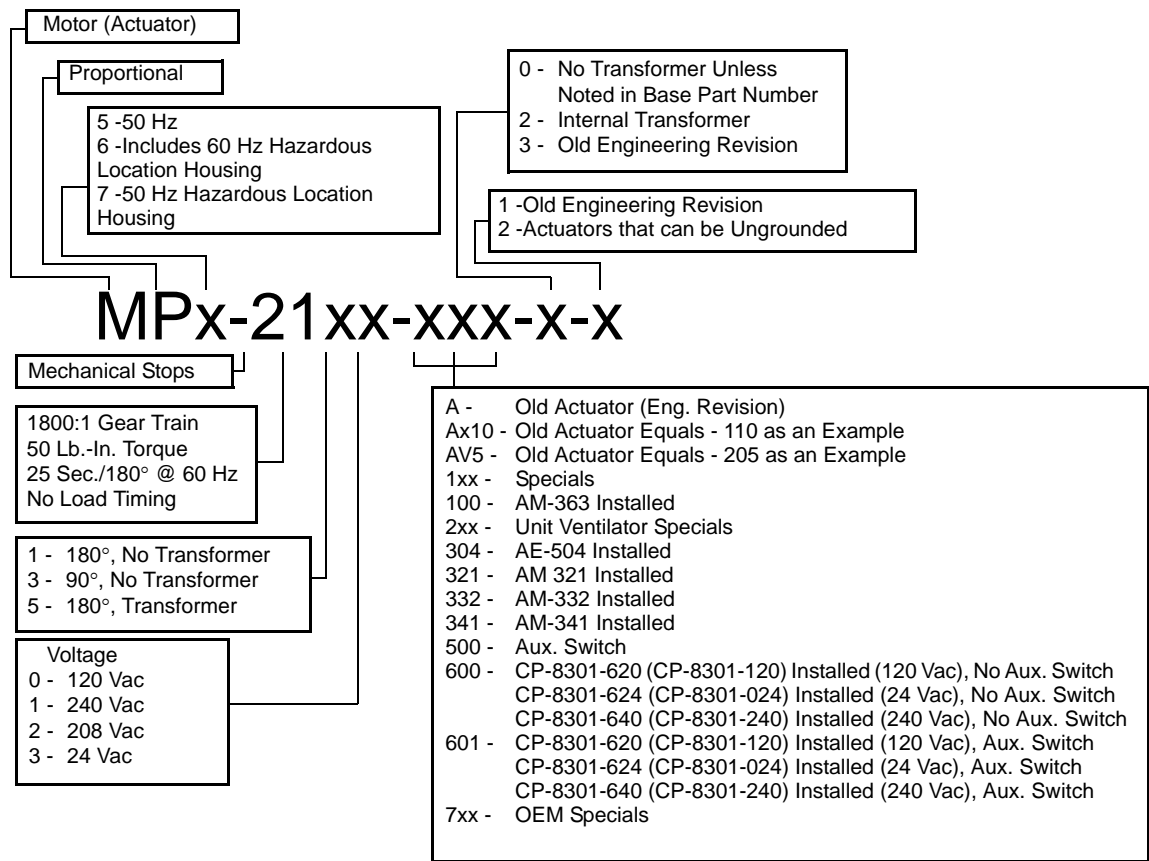 Motor (Actuator)
Proportional
5 -50 Hz
6 -Includes 60 Hz Hazardous
Location Housing
7 -50 Hz Hazardous Location
Housing
0 - No Transformer Unless
Noted in Base Part Number
2 - Internal Transformer
3 - Old Engineering Revision
1 -Old Engineering Revision
2 -Actuators that can be Ungrounded
MPx-21xx-xxx-x-x
Mechanical Stops
1800:1 Gear Train
50 Lb.-In. Torque
25 Sec./180° @ 60 Hz
No Load Timing
1 - 180°, No Transformer
3 - 90°, No Transformer
5 - 180°, Transformer
Voltage
0 - 120 Vac
1 - 240 Vac
2 - 208 Vac
3 - 24 Vac
A - Old Actuator (Eng. Revision)
Ax10 - Old Actuator Equals - 110 as an Example
AV5 - Old Actuator Equals - 205 as an Example
1xx - Specials
100 - AM-363 Installed
2xx - Unit Ventilator Specials
304 - AE-504 Installed
321 - AM 321 Installed
332 - AM-332 Installed
341 - AM-341 Installed
500 - Aux. Switch
600 - CP-8301-620 (CP-8301-120) Installed (120 Vac), No Aux. Switch
CP-8301-624 (CP-8301-024) Installed (24 Vac), No Aux. Switch
CP-8301-640 (CP-8301-240) Installed (240 Vac), No Aux. Switch
601 - CP-8301-620 (CP-8301-120) Installed (120 Vac), Aux. Switch
CP-8301-624 (CP-8301-024) Installed (24 Vac), Aux. Switch
CP-8301-640 (CP-8301-240) Installed (240 Vac), Aux. Switch
7xx - OEM Specials